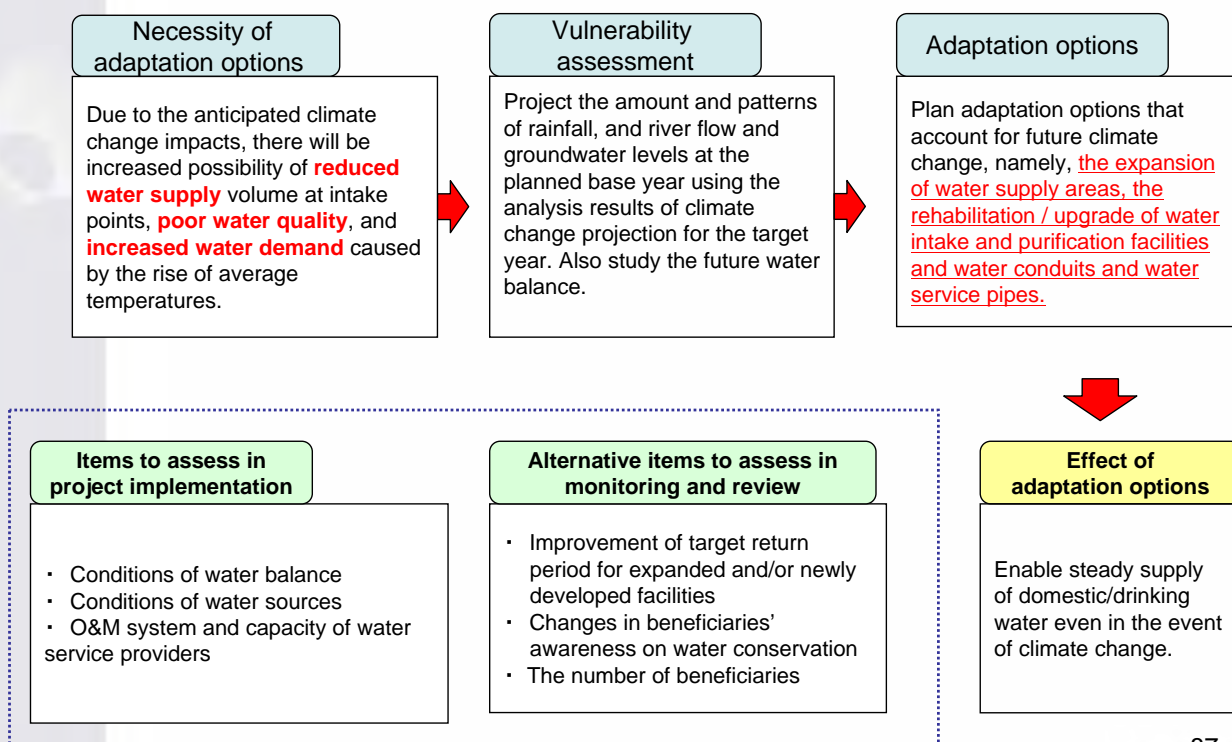 Necessity of
adaptation options
Due to the anticipated climate
change impacts, there will be
increased possibility of reduced
water supply volume at intake
points, poor water quality, and
increased water demand caused
by the rise of average
temperatures.
Vulnerability
assessment
Project the amount and patterns
of rainfall, and river flow and
groundwater levels at the
planned base year using the
analysis results of climate
change projection for the target
year. Also study the future water
balance.
Adaptation options
Plan adaptation options that
account for future climate
change, namely, the expansion
of water supply areas, the
rehabilitation / upgrade of water
intake and purification facilities
and water conduits and water
service pipes.
Items to assess in
project implementation
・ Conditions of water balance
・ Conditions of water sources
・ O&M system and capacity of water
service providers
Alternative items to assess in
monitoring and review
・ Improvement of target return
period for expanded and/or newly
developed facilities
・ Changes in beneficiaries'
awareness on water conservation
・ The number of beneficiaries
Effect of
adaptation options
Enable steady supply
of domestic/drinking
water even in the event
of climate change.